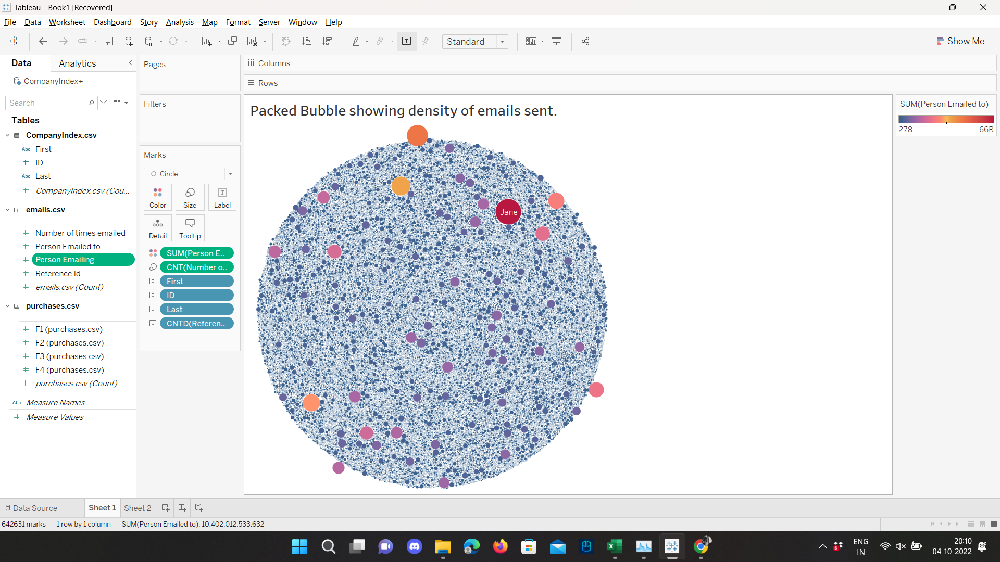 Tableau - Book1 [Recovered]
File Data Worksheet Dashboard Story Analysis Map Format Server Window Help
Standard
Show Me
Data Analytics
CompanyIndex+
Search
Tables
CompanyIndex.csv
Abc First
# ID
Abc Last
# CompanyIndex.csv (Cou...
emails.csv
# Number of times emailed
# Person Emailed to
# Person Emailing
# Reference Id
# emails.csv (Count)
purchases.csv
# F1 (purchases.csv)
# F2 (purchases.csv)
# F3 (purchases.csv)
# F4 (purchases.csv)
# purchases.csv (Count)
Abc Measure Names
# Measure Values
Pages
Filters
Marks
Circle
Color Size Label
Detail Tooltip
SUM(Person E..
CNT(Number o..
T First
T ID
T Last
T CNTD(Referen..
Columns
Rows
Packed Bubble showing density of emails sent.
Jane
SUM(Person Emailed to)
278 66B
Data Source Sheet 1 Sheet 2
642631 marks 1 row by 1 column SUM(Person Emailed to): 10,402,012,533,632
6
ENG
IN
20:10
04-10-2022